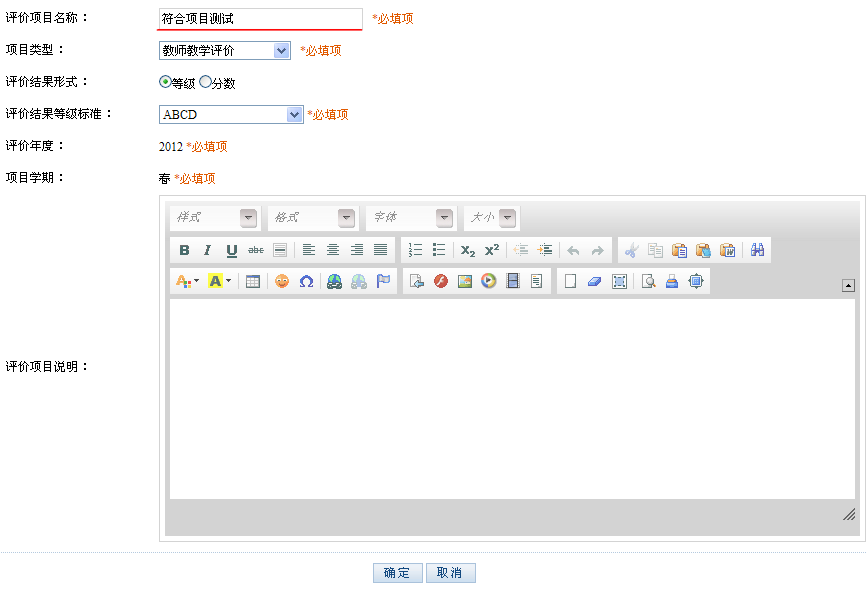 评价项目名称： 符合项目测试 *必填项
项目类型： 教师教学评价 *必填项
评价结果形式： 等级 分数
评价结果等级标准： ABCD *必填项
评价年度： 2012 *必填项
项目学期： 春 *必填项
样式 格式 字体 大小
B I U abc X₂ X²
A A Ω
评价项目说明：
确定 取消